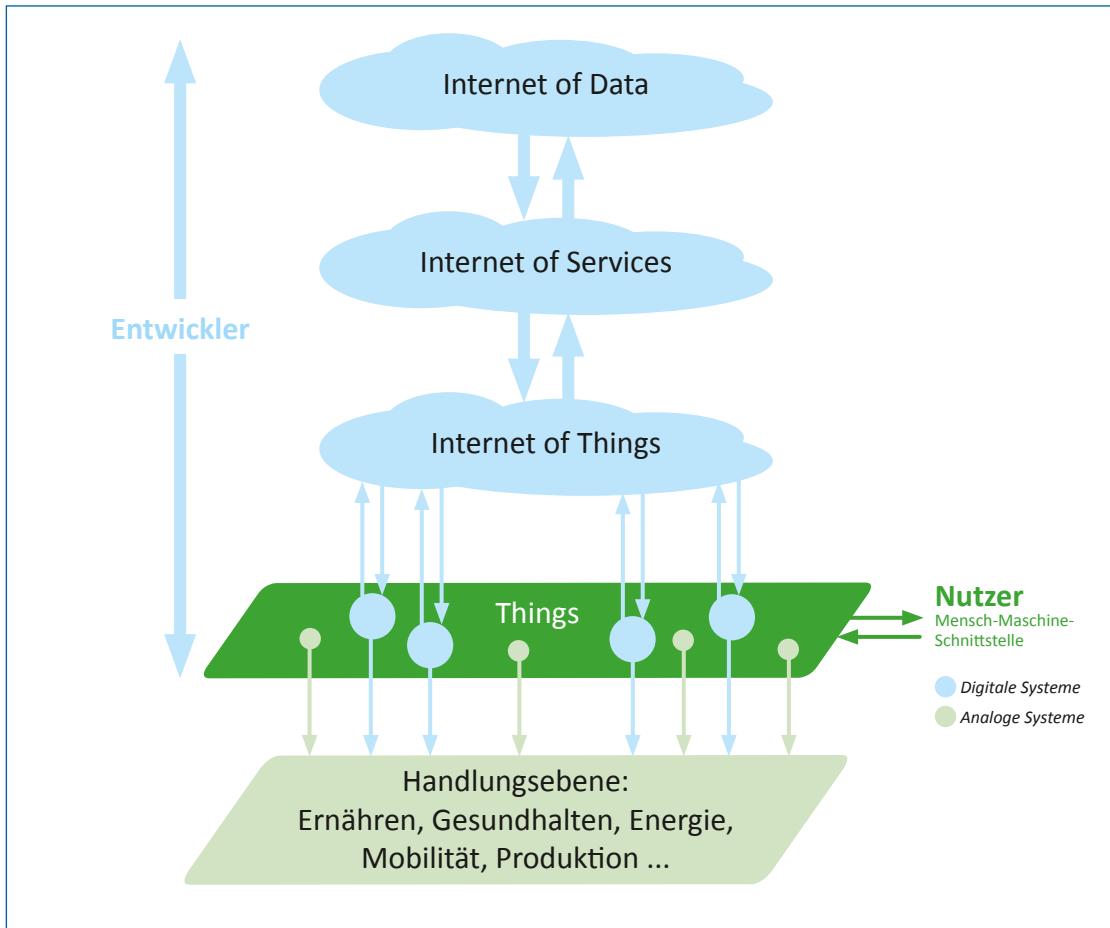 Internet of Data
Internet of Services
Entwickler
Internet of Things
Things
Nutzer
Mensch-Maschine-
Schnittstelle
Digitale Systeme
Analoge Systeme
Handlungsebene:
Ernähren, Gesundhalten, Energie,
Mobilität, Produktion ...